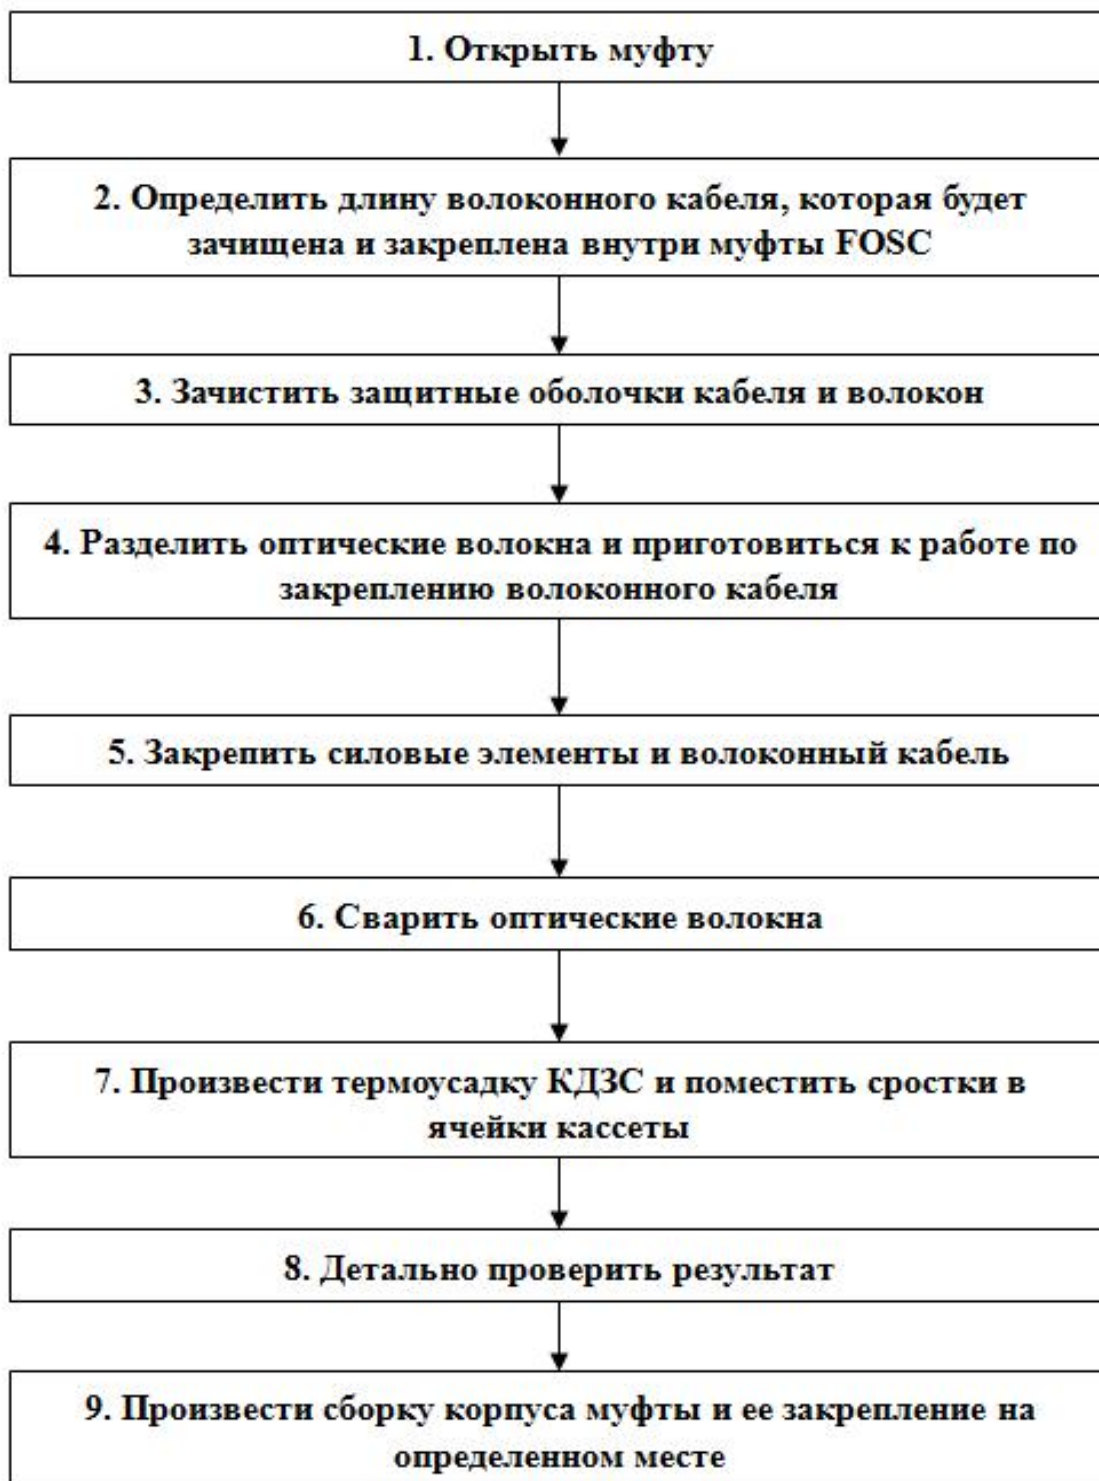 1. Открыть муфту
2. Определить длину волоконного кабеля, которая будет
зачищена и закреплена внутри муфты FOSC
3. Зачистить защитные оболочки кабеля и волокон
4. Разделить оптические волокна и приготовиться к работе по
закреплению волоконного кабеля
5. Закрепить силовые элементы и волоконный кабель
6. Сварить оптические волокна
7. Произвести термоусадку КДЗС и поместить сростки в
ячейки кассеты
8. Детально проверить результат
9. Произвести сборку корпуса муфты и ее закрепление на
определенном месте